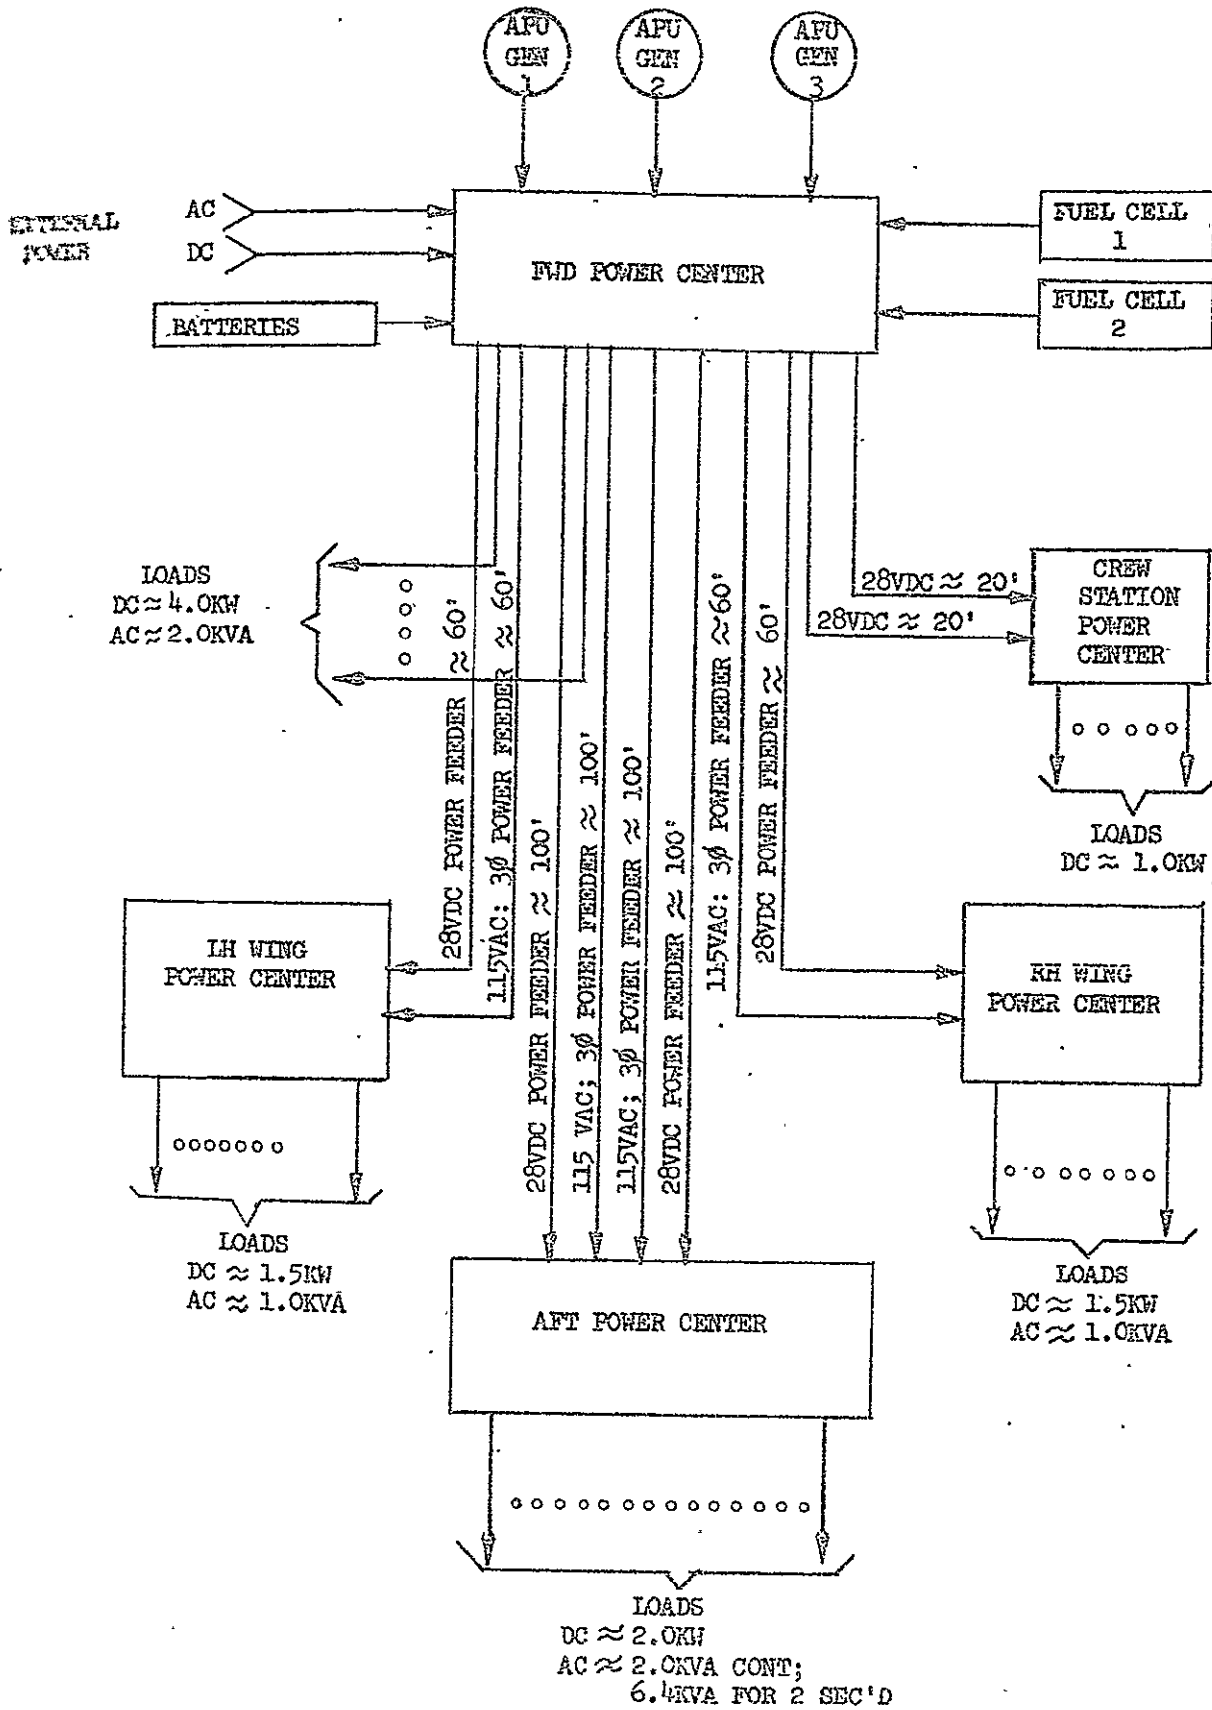 APU
GEN
1
APU
GEN
2
APU
GEN
3
EXTERNAL
POWER
AC
DC
BATTERIES
FWD POWER CENTER
FUEL CELL
1
FUEL CELL
2
LOADS
DC ≈ 4.0KW
AC ≈ 2.0KVA
28VDC POWER FEEDER ≈ 60'
115VAC: 3Ø POWER FEEDER ≈ 60'
28VDC POWER FEEDER ≈ 100'
115 VAC; 3Ø POWER FEEDER ≈ 100'
115VAC; 3Ø POWER FEEDER ≈ 100'
28VDC POWER FEEDER ≈ 100'
115VAC: 3Ø POWER FEEDER ≈ 60'
28VDC POWER FEEDER ≈ 60'
28VDC ≈ 20'
28VDC ≈ 20'
CREW
STATION
POWER
CENTER
LOADS
DC ≈ 1.0KW
LH WING
POWER CENTER
RH WING
POWER CENTER
LOADS
DC ≈ 1.5KW
AC ≈ 1.0KVA
LOADS
DC ≈ 1.5KW
AC ≈ 1.0KVA
AFT POWER CENTER
LOADS
DC ≈ 2.0KW
AC ≈ 2.0KVA CONT;
6.4KVA FOR 2 SEC'D